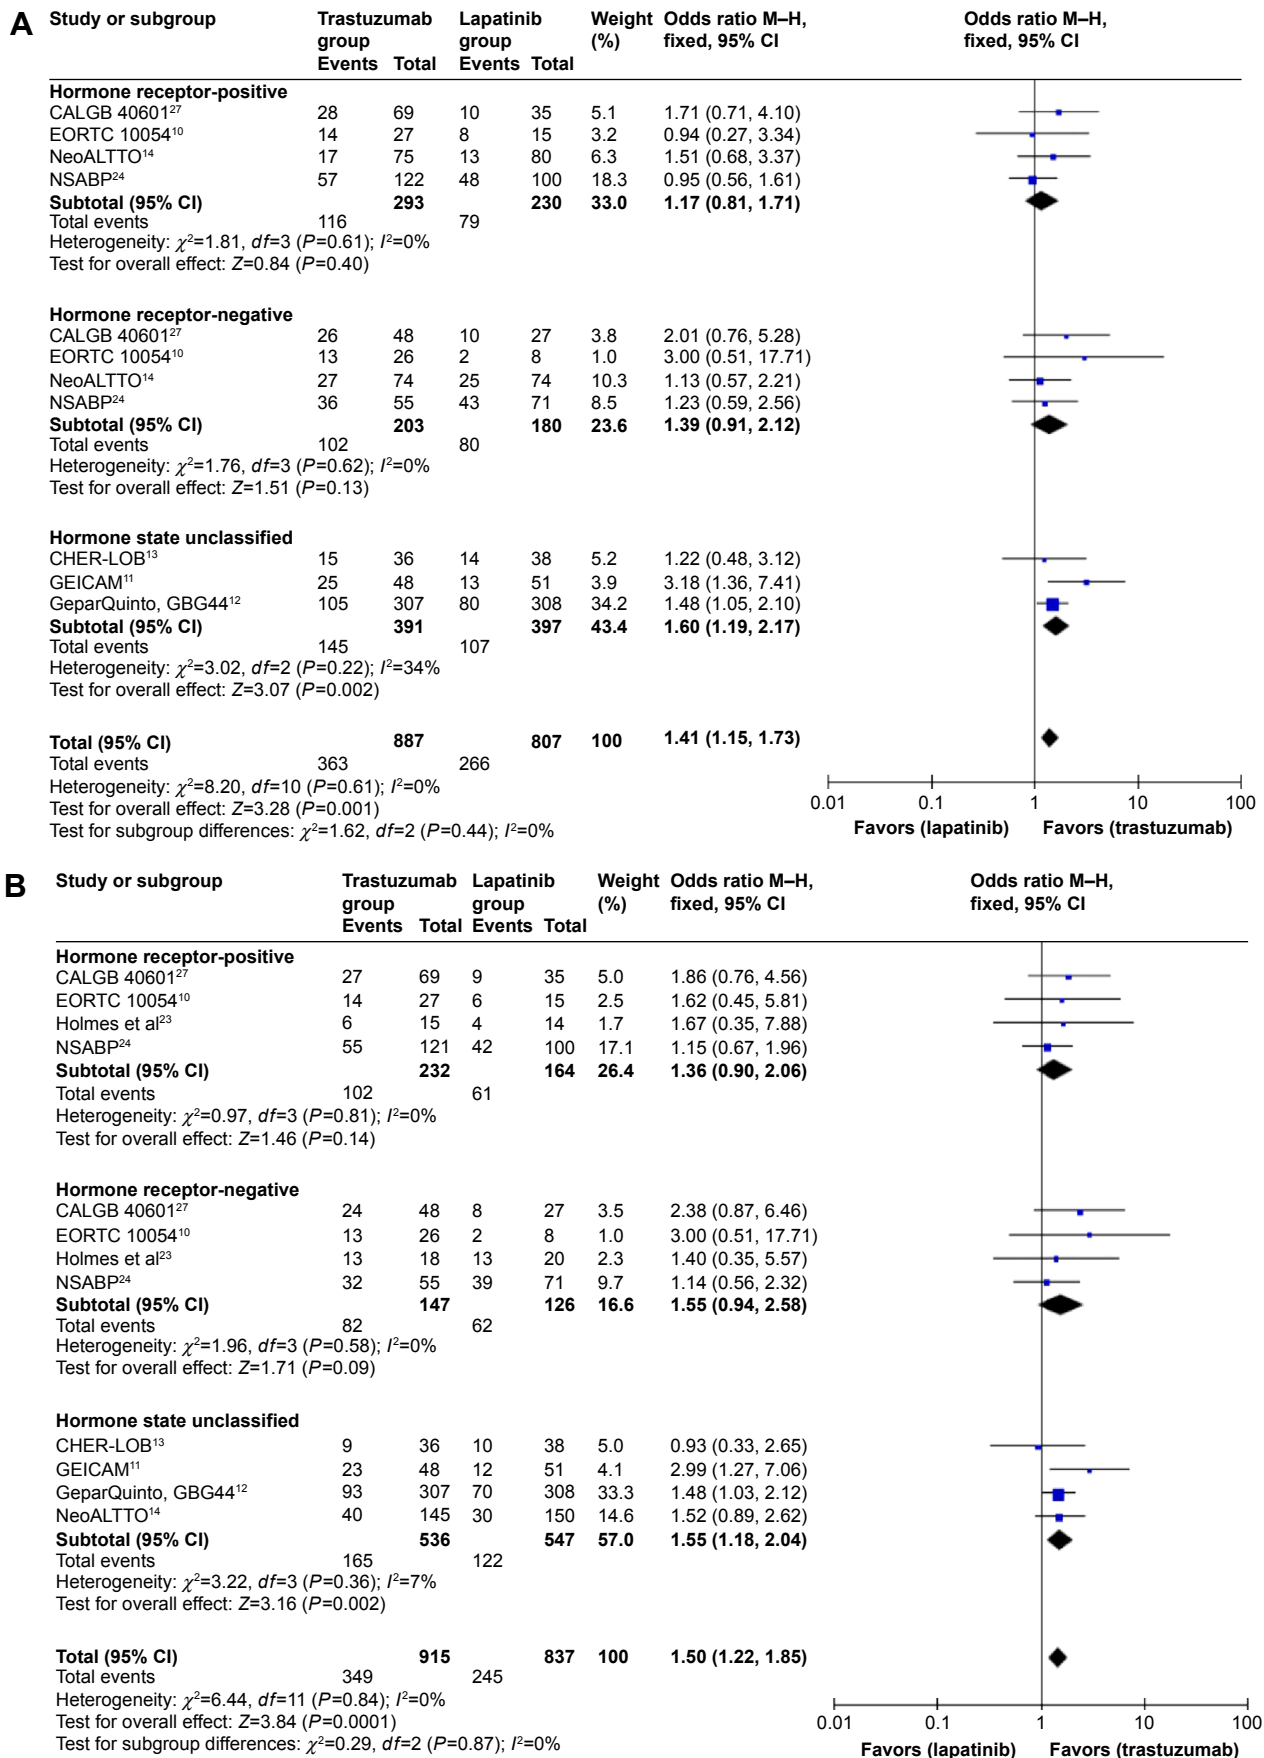 A
Study or subgroup Trastuzumab Lapatinib Weight Odds ratio M–H, Odds ratio M–H,
group group (%) fixed, 95% CI fixed, 95% CI
Events Total Events Total
Hormone receptor-positive
CALGB 40601²⁷ 28 69 10 35 5.1 1.71 (0.71, 4.10)
EORTC 10054¹⁰ 14 27 8 15 3.2 0.94 (0.27, 3.34)
NeoALTTO¹⁴ 17 75 13 80 6.3 1.51 (0.68, 3.37)
NSABP²⁴ 57 122 48 100 18.3 0.95 (0.56, 1.61)
Subtotal (95% CI) 293 230 33.0 1.17 (0.81, 1.71)
Total events 116 79
Heterogeneity: χ²=1.81, df=3 (P=0.61); I²=0%
Test for overall effect: Z=0.84 (P=0.40)
Hormone receptor-negative
CALGB 40601²⁷ 26 48 10 27 3.8 2.01 (0.76, 5.28)
EORTC 10054¹⁰ 13 26 2 8 1.0 3.00 (0.51, 17.71)
NeoALTTO¹⁴ 27 74 25 74 10.3 1.13 (0.57, 2.21)
NSABP²⁴ 36 55 43 71 8.5 1.23 (0.59, 2.56)
Subtotal (95% CI) 203 180 23.6 1.39 (0.91, 2.12)
Total events 102 80
Heterogeneity: χ²=1.76, df=3 (P=0.62); I²=0%
Test for overall effect: Z=1.51 (P=0.13)
Hormone state unclassified
CHER-LOB¹³ 15 36 14 38 5.2 1.22 (0.48, 3.12)
GEICAM¹¹ 25 48 13 51 3.9 3.18 (1.36, 7.41)
GeparQuinto, GBG44¹² 105 307 80 308 34.2 1.48 (1.05, 2.10)
Subtotal (95% CI) 391 397 43.4 1.60 (1.19, 2.17)
Total events 145 107
Heterogeneity: χ²=3.02, df=2 (P=0.22); I²=34%
Test for overall effect: Z=3.07 (P=0.002)
Total (95% CI) 887 807 100 1.41 (1.15, 1.73)
Total events 363 266
Heterogeneity: χ²=8.20, df=10 (P=0.61); I²=0%
Test for overall effect: Z=3.28 (P=0.001)
Test for subgroup differences: χ²=1.62, df=2 (P=0.44); I²=0%
0.01 0.1 1 10 100
Favors (lapatinib) Favors (trastuzumab)
B
Study or subgroup Trastuzumab Lapatinib Weight Odds ratio M–H, Odds ratio M–H,
group group (%) fixed, 95% CI fixed, 95% CI
Events Total Events Total
Hormone receptor-positive
CALGB 40601²⁷ 27 69 9 35 5.0 1.86 (0.76, 4.56)
EORTC 10054¹⁰ 14 27 6 15 2.5 1.62 (0.45, 5.81)
Holmes et al²³ 6 15 4 14 1.7 1.67 (0.35, 7.88)
NSABP²⁴ 55 121 42 100 17.1 1.15 (0.67, 1.96)
Subtotal (95% CI) 232 164 26.4 1.36 (0.90, 2.06)
Total events 102 61
Heterogeneity: χ²=0.97, df=3 (P=0.81); I²=0%
Test for overall effect: Z=1.46 (P=0.14)
Hormone receptor-negative
CALGB 40601²⁷ 24 48 8 27 3.5 2.38 (0.87, 6.46)
EORTC 10054¹⁰ 13 26 2 8 1.0 3.00 (0.51, 17.71)
Holmes et al²³ 13 18 13 20 2.3 1.40 (0.35, 5.57)
NSABP²⁴ 32 55 39 71 9.7 1.14 (0.56, 2.32)
Subtotal (95% CI) 147 126 16.6 1.55 (0.94, 2.58)
Total events 82 62
Heterogeneity: χ²=1.96, df=3 (P=0.58); I²=0%
Test for overall effect: Z=1.71 (P=0.09)
Hormone state unclassified
CHER-LOB¹³ 9 36 10 38 5.0 0.93 (0.33, 2.65)
GEICAM¹¹ 23 48 12 51 4.1 2.99 (1.27, 7.06)
GeparQuinto, GBG44¹² 93 307 70 308 33.3 1.48 (1.03, 2.12)
NeoALTTO¹⁴ 40 145 30 150 14.6 1.52 (0.89, 2.62)
Subtotal (95% CI) 536 547 57.0 1.55 (1.18, 2.04)
Total events 165 122
Heterogeneity: χ²=3.22, df=3 (P=0.36); I²=7%
Test for overall effect: Z=3.16 (P=0.002)
Total (95% CI) 915 837 100 1.50 (1.22, 1.85)
Total events 349 245
Heterogeneity: χ²=6.44, df=11 (P=0.84); I²=0%
Test for overall effect: Z=3.84 (P=0.0001)
Test for subgroup differences: χ²=0.29, df=2 (P=0.87); I²=0%
0.01 0.1 1 10 100
Favors (lapatinib) Favors (trastuzumab)